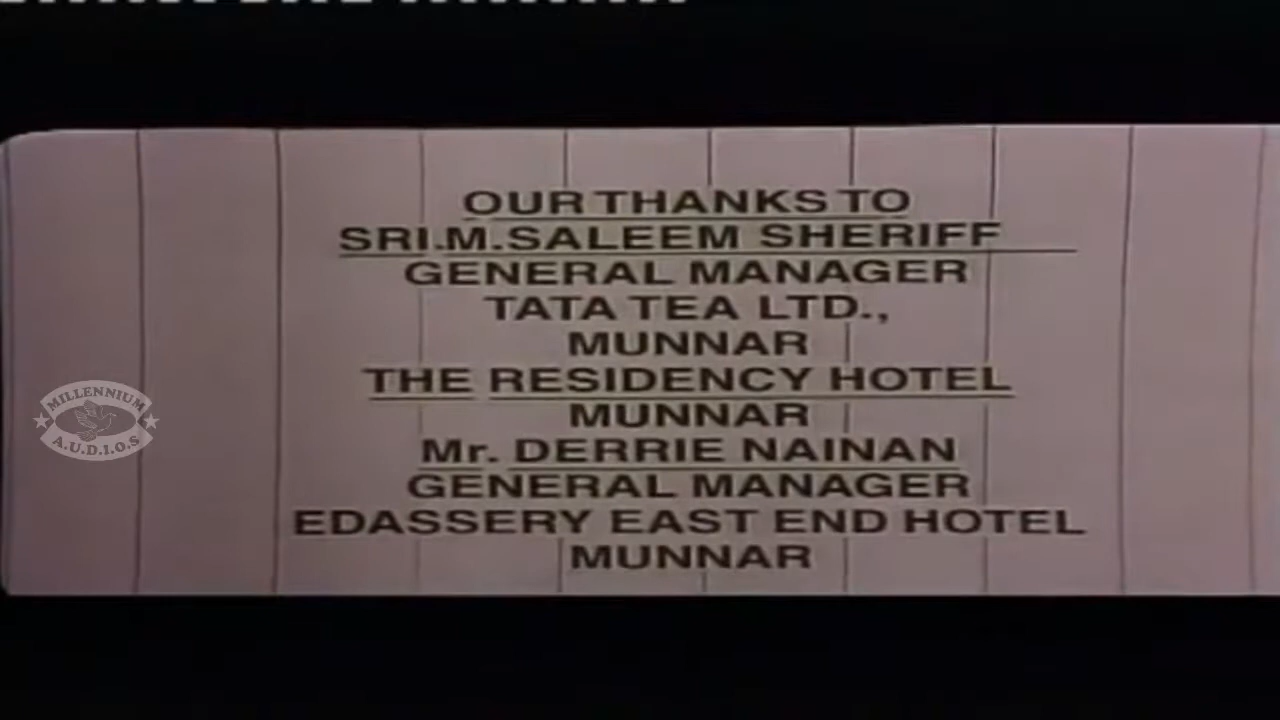 OUR THANKS TO
SRI.M.SALEEM SHERIFF
GENERAL MANAGER
TATA TEA LTD.,
MUNNAR
THE RESIDENCY HOTEL
MUNNAR
Mr. DERRIE NAINAN
GENERAL MANAGER
EDASSERY EAST END HOTEL
MUNNAR
MILLENNIUM
A.U.D.I.O.S